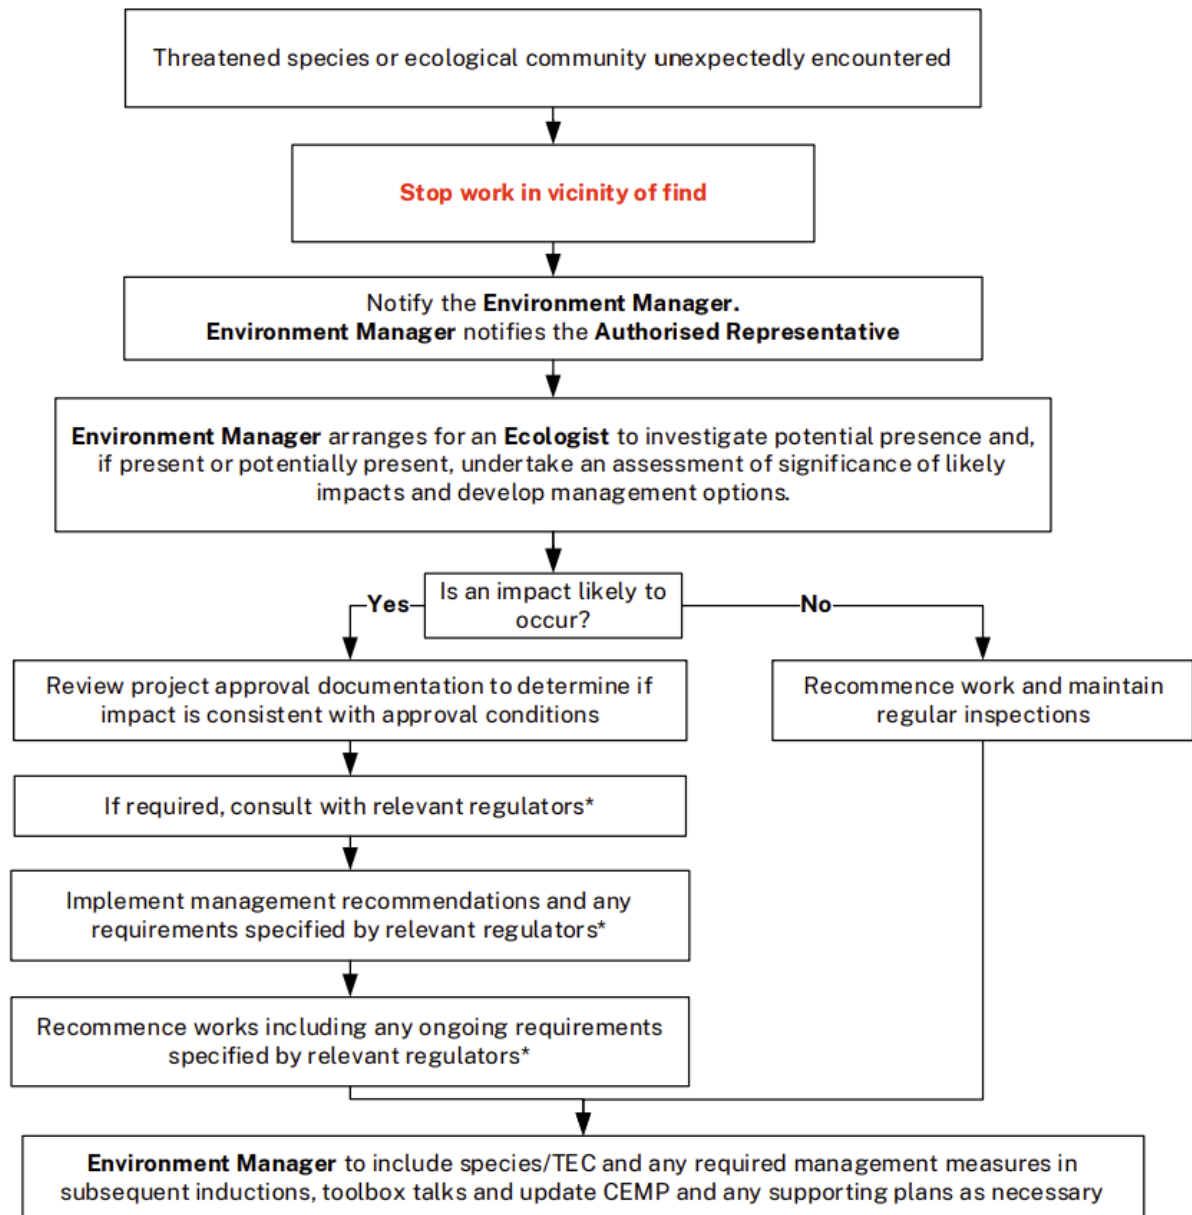 Threatened species or ecological community unexpectedly encountered
Stop work in vicinity of find
Notify the Environment Manager.
Environment Manager notifies the Authorised Representative
Environment Manager arranges for an Ecologist to investigate potential presence and,
if present or potentially present, undertake an assessment of significance of likely
impacts and develop management options.
Is an impact likely to
occur?
Yes
No
Review project approval documentation to determine if
impact is consistent with approval conditions
Recommence work and maintain
regular inspections
If required, consult with relevant regulators*
Implement management recommendations and any
requirements specified by relevant regulators*
Recommence works including any ongoing requirements
specified by relevant regulators*
Environment Manager to include species/TEC and any required management measures in
subsequent inductions, toolbox talks and update CEMP and any supporting plans as necessary